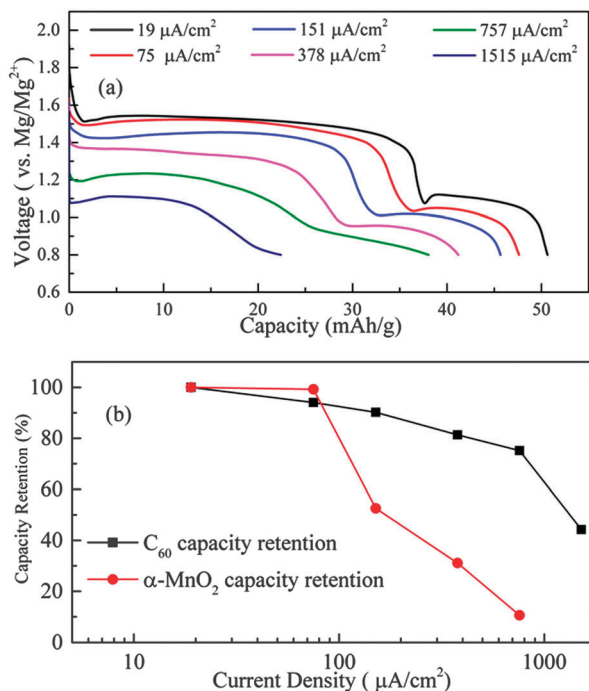 19 μA/cm² 151 μA/cm² 757 μA/cm²
75 μA/cm² 378 μA/cm² 1515 μA/cm²
(a)
Voltage ( vs. Mg/Mg²⁺)
2.0
1.8
1.6
1.4
1.2
1.0
0.8
0.6
0 10 20 30 40 50
Capacity (mAh/g)
(b)
Capacity Retention (%)
100
80
60
40
20
0
C₆₀ capacity retention
α-MnO₂ capacity retention
10 100 1000
Current Density ( μA/cm²)